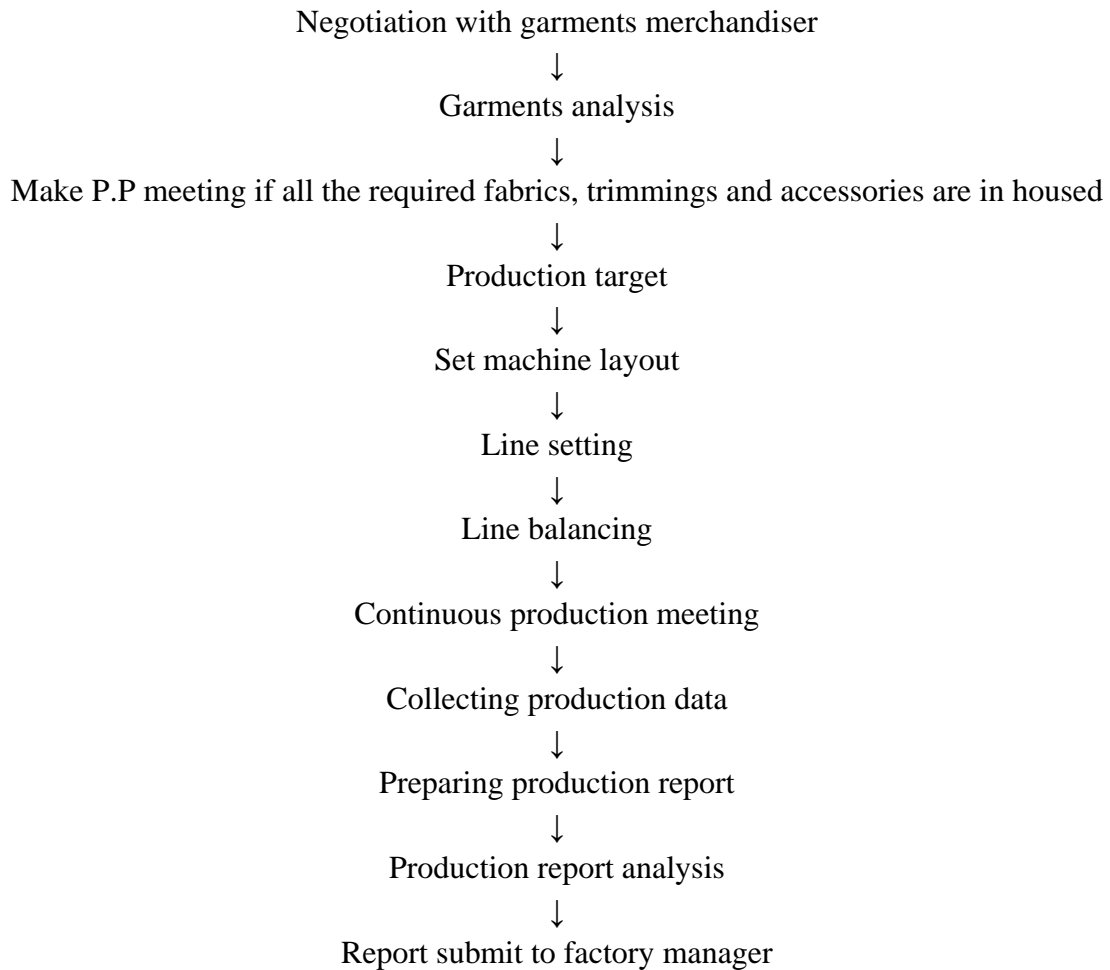 Negotiation with garments merchandiser
↓
Garments analysis
↓
Make P.P meeting if all the required fabrics, trimmings and accessories are in housed
↓
Production target
↓
Set machine layout
↓
Line setting
↓
Line balancing
↓
Continuous production meeting
↓
Collecting production data
↓
Preparing production report
↓
Production report analysis
↓
Report submit to factory manager